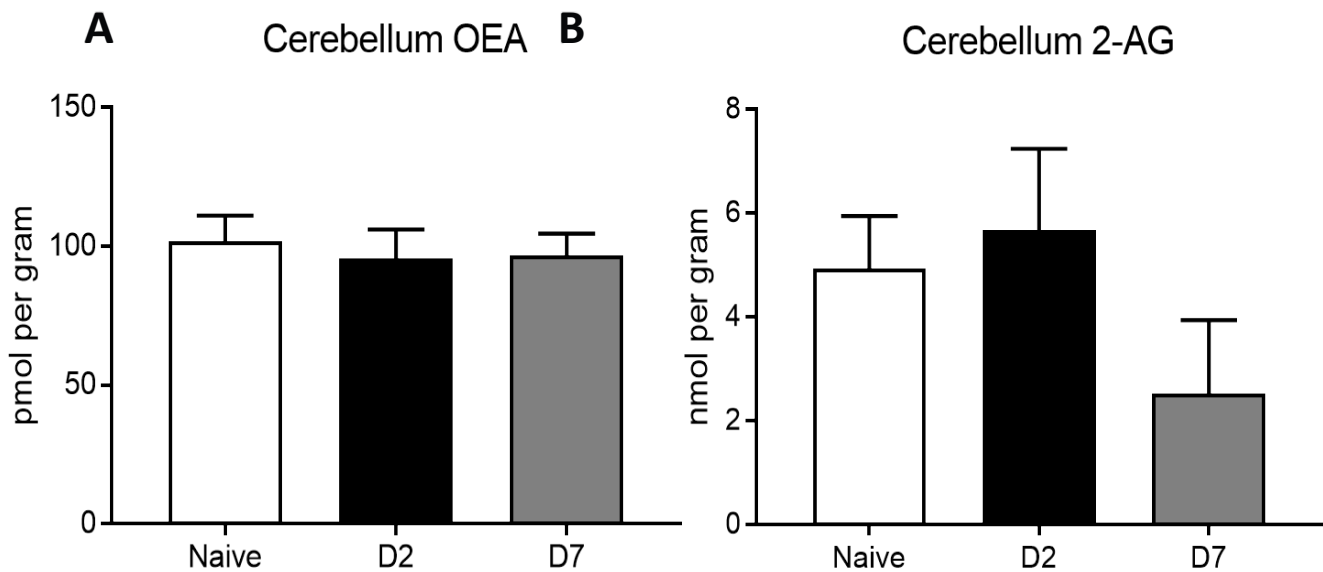 A
Cerebellum OEA
150
100
50
0
pmol per gram
Naive D2 D7
B
Cerebellum 2-AG
8
6
4
2
0
nmol per gram
Naive D2 D7